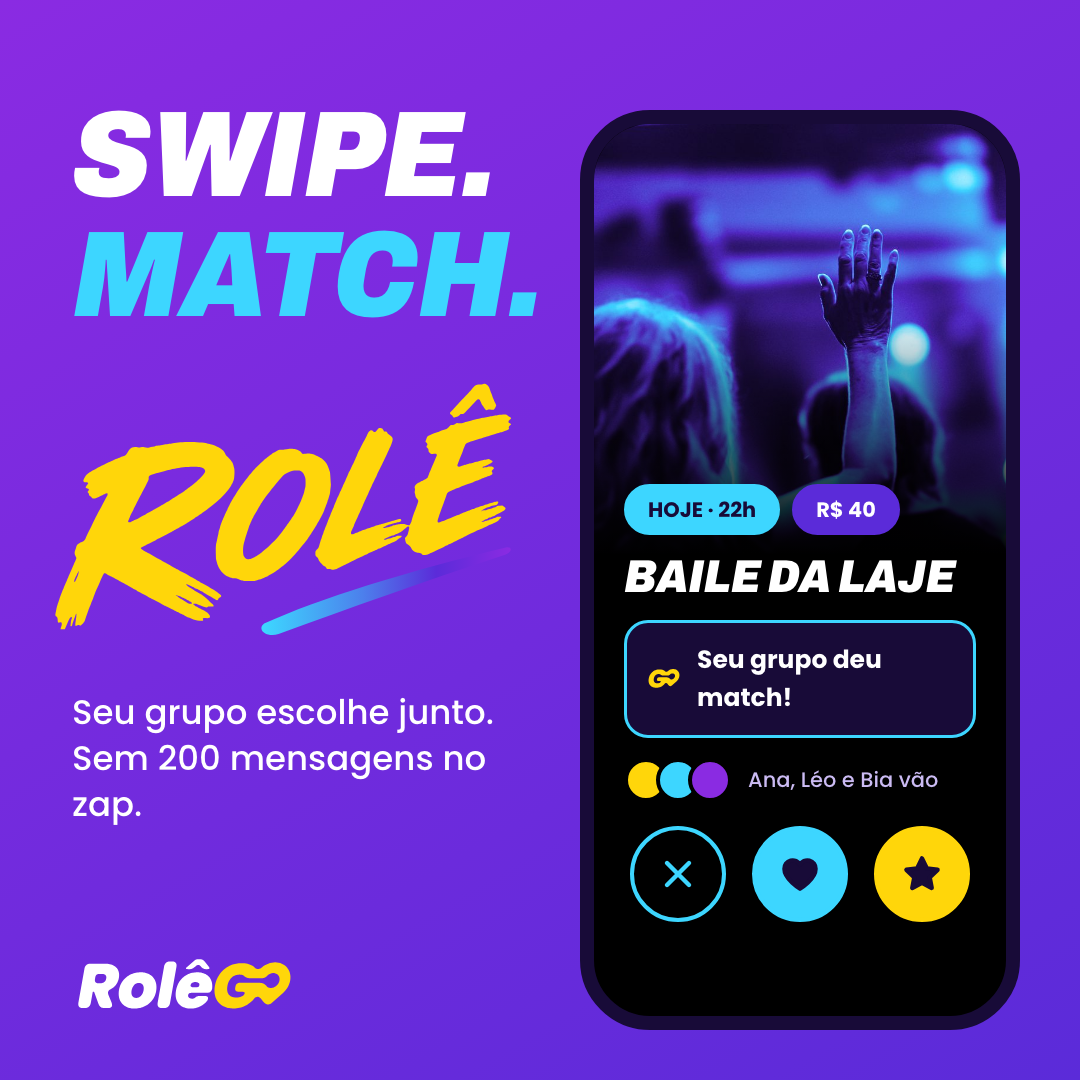 SWIPE.
MATCH.
ROLÊ
Seu grupo escolhe junto.
Sem 200 mensagens no
zap.
RolêGO
HOJE · 22h
R$ 40
BAILE DA LAJE
GO
Seu grupo deu
match!
Ana, Léo e Bia vão